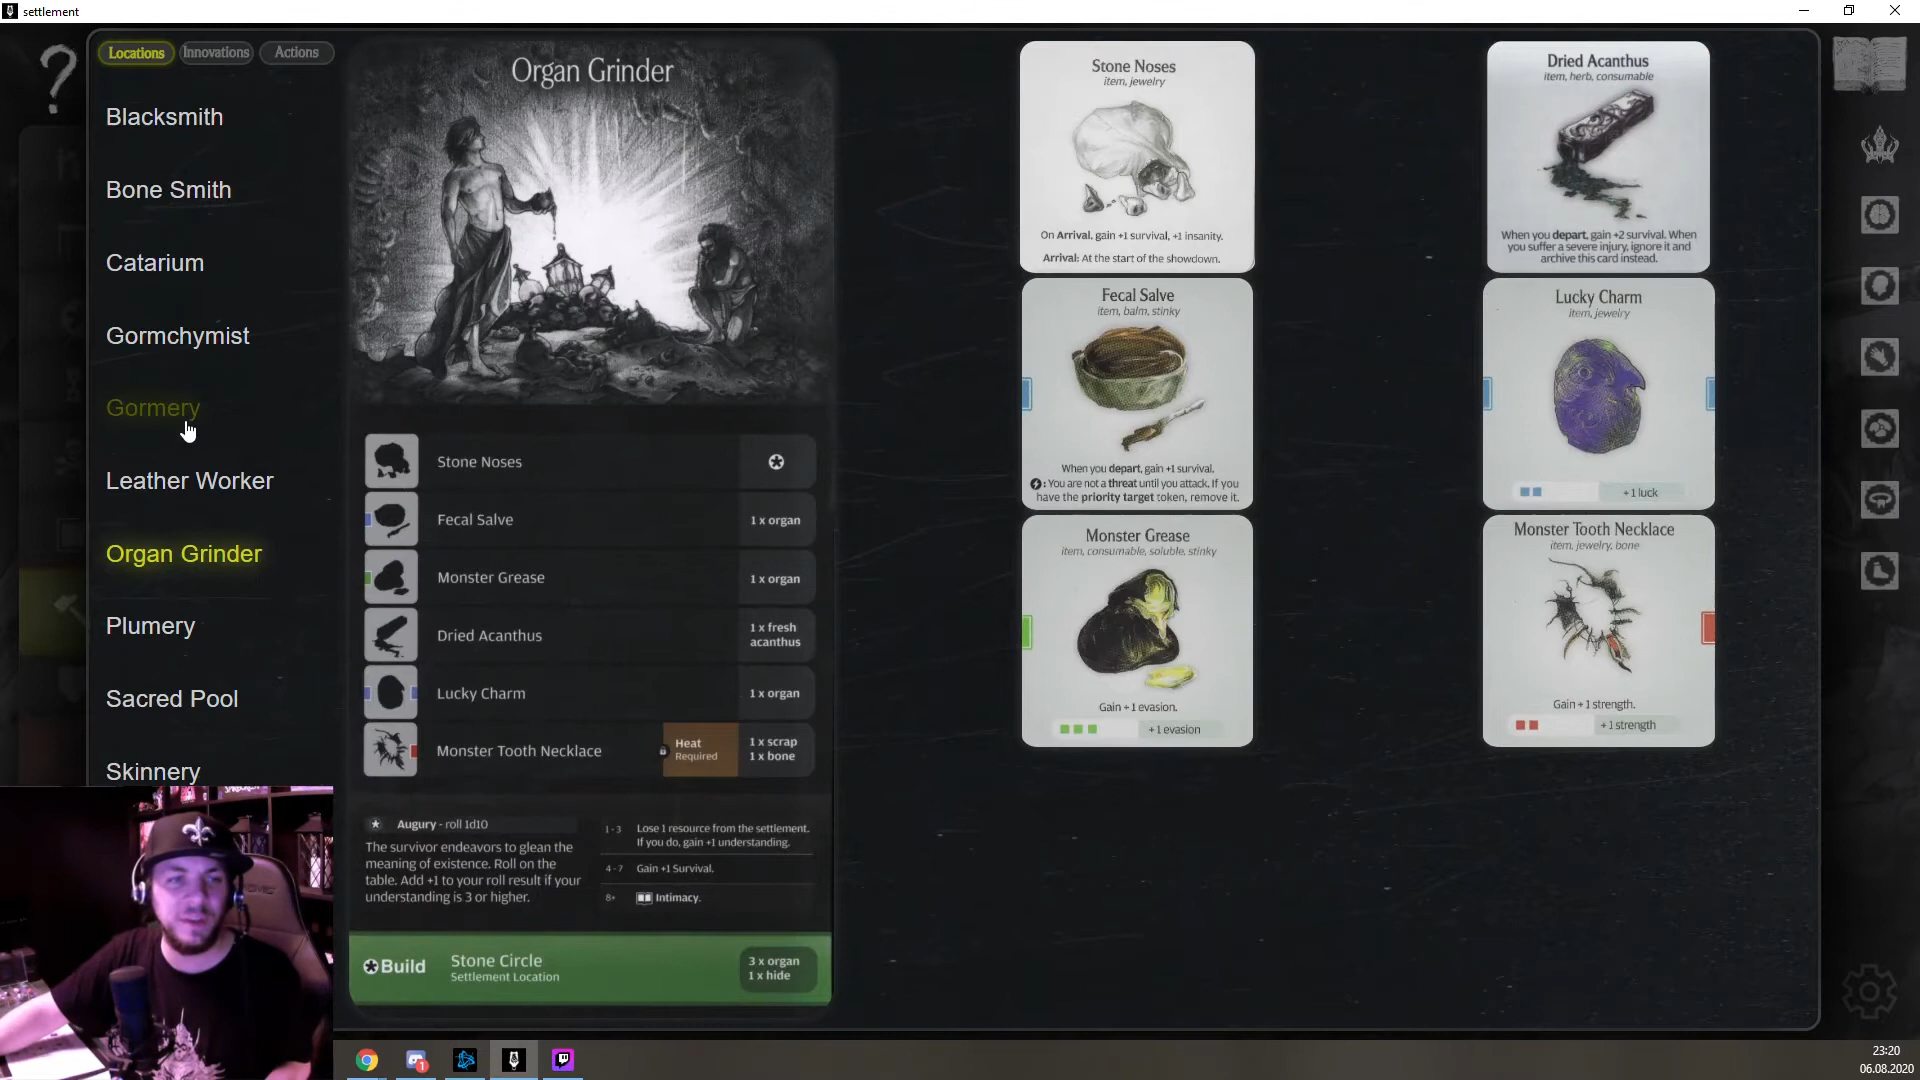 settlement
Locations
Innovations
Actions
Blacksmith
Bone Smith
Catarium
Gormchymist
Gormery
Leather Worker
Organ Grinder
Plumery
Sacred Pool
Skinnery
Organ Grinder
Stone Noses
Fecal Salve
1 x organ
Monster Grease
1 x organ
Dried Acanthus
1 x fresh
acanthus
Lucky Charm
1 x organ
Monster Tooth Necklace
Heat
Required
1 x scrap
1 x bone
Augury - roll 1d10
The survivor endeavors to glean the
meaning of existence. Roll on the
table. Add +1 to your roll result if your
understanding is 3 or higher.
1 - 3 Lose 1 resource from the settlement.
If you do, gain +1 understanding.
4 - 7 Gain +1 Survival.
8+ Intimacy.
Build
Stone Circle
Settlement Location
3 x organ
1 x hide
Stone Noses
item, jewelry
On Arrival, gain +1 survival, +1 insanity.
Arrival: At the start of the showdown.
Dried Acanthus
item, herb, consumable
When you depart, gain +2 survival. When
you suffer a severe injury, ignore it and
archive this card instead.
Fecal Salve
item, balm, stinky
When you depart, gain +1 survival.
: You are not a threat until you attack. If you
have the priority target token, remove it.
Lucky Charm
item, jewelry
+1 luck
Monster Grease
item, consumable, soluble, stinky
Gain +1 evasion.
+1 evasion
Monster Tooth Necklace
item, jewelry, bone
Gain +1 strength.
+1 strength
1
23:20
06.08.2020